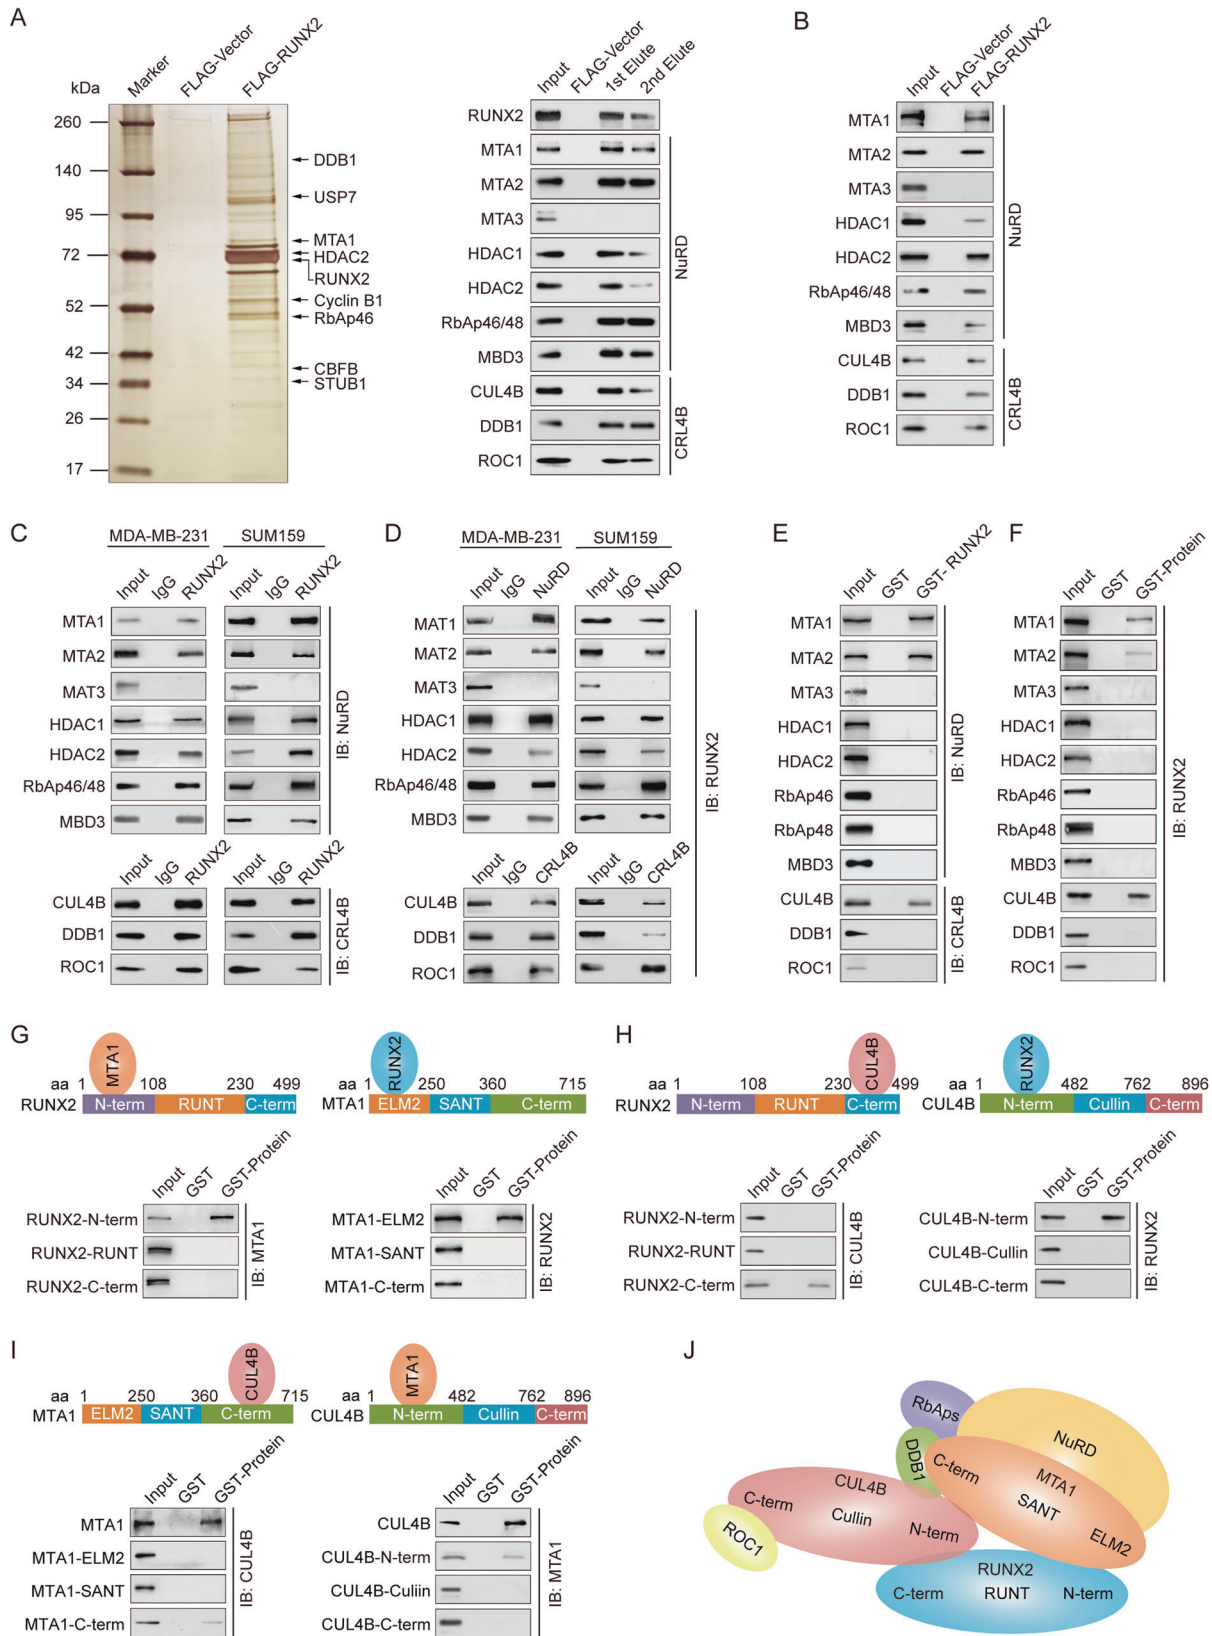 A
kDa
Marker
FLAG-Vector
FLAG-RUNX2
260
140
95
72
52
42
34
26
17
DDB1
USP7
MTA1
HDAC2
RUNX2
Cyclin B1
RbAp46
CBFB
STUB1
Input
FLAG-Vector
1st Elute
2nd Elute
RUNX2
MTA1
MTA2
MTA3
HDAC1
HDAC2
RbAp46/48
MBD3
CUL4B
DDB1
ROC1
NuRD
CRL4B
B
Input
FLAG-Vector
FLAG-RUNX2
MTA1
MTA2
MTA3
HDAC1
HDAC2
RbAp46/48
MBD3
CUL4B
DDB1
ROC1
NuRD
CRL4B
C
MDA-MB-231
SUM159
Input
IgG
RUNX2
Input
IgG
RUNX2
MTA1
MTA2
MAT3
HDAC1
HDAC2
RbAp46/48
MBD3
IB: NuRD
Input
IgG
RUNX2
Input
IgG
RUNX2
CUL4B
DDB1
ROC1
IB: CRL4B
D
MDA-MB-231
SUM159
Input
IgG
NuRD
Input
IgG
NuRD
MAT1
MAT2
MAT3
HDAC1
HDAC2
RbAp46/48
MBD3
Input
IgG
CRL4B
Input
IgG
CRL4B
CUL4B
DDB1
ROC1
IB: RUNX2
E
Input
GST
GST- RUNX2
MTA1
MTA2
MTA3
HDAC1
HDAC2
RbAp46
RbAp48
MBD3
CUL4B
DDB1
ROC1
IB: NuRD
IB: CRL4B
F
Input
GST
GST-Protein
MTA1
MTA2
MTA3
HDAC1
HDAC2
RbAp46
RbAp48
MBD3
CUL4B
DDB1
ROC1
IB: RUNX2
G
MTA1
aa 1 108 230 499
RUNX2 N-term RUNT C-term
RUNX2
aa 1 250 360 715
MTA1 ELM2 SANT C-term
Input
GST
GST-Protein
RUNX2-N-term
RUNX2-RUNT
RUNX2-C-term
IB: MTA1
Input
GST
GST-Protein
MTA1-ELM2
MTA1-SANT
MTA1-C-term
IB: RUNX2
H
CUL4B
aa 1 108 230 499
RUNX2 N-term RUNT C-term
RUNX2
aa 1 482 762 896
CUL4B N-term Cullin C-term
Input
GST
GST-Protein
RUNX2-N-term
RUNX2-RUNT
RUNX2-C-term
IB: CUL4B
Input
GST
GST-Protein
CUL4B-N-term
CUL4B-Cullin
CUL4B-C-term
IB: RUNX2
I
CUL4B
aa 1 250 360 715
MTA1 ELM2 SANT C-term
MTA1
aa 1 482 762 896
CUL4B N-term Cullin C-term
Input
GST
GST-Protein
MTA1
MTA1-ELM2
MTA1-SANT
MTA1-C-term
IB: CUL4B
Input
GST
GST-Protein
CUL4B
CUL4B-N-term
CUL4B-Culiin
CUL4B-C-term
IB: MTA1
J
RbAps
NuRD
DDB1
C-term
MTA1
SANT
ELM2
CUL4B
C-term
Cullin
N-term
ROC1
RUNX2
C-term
RUNT
N-term